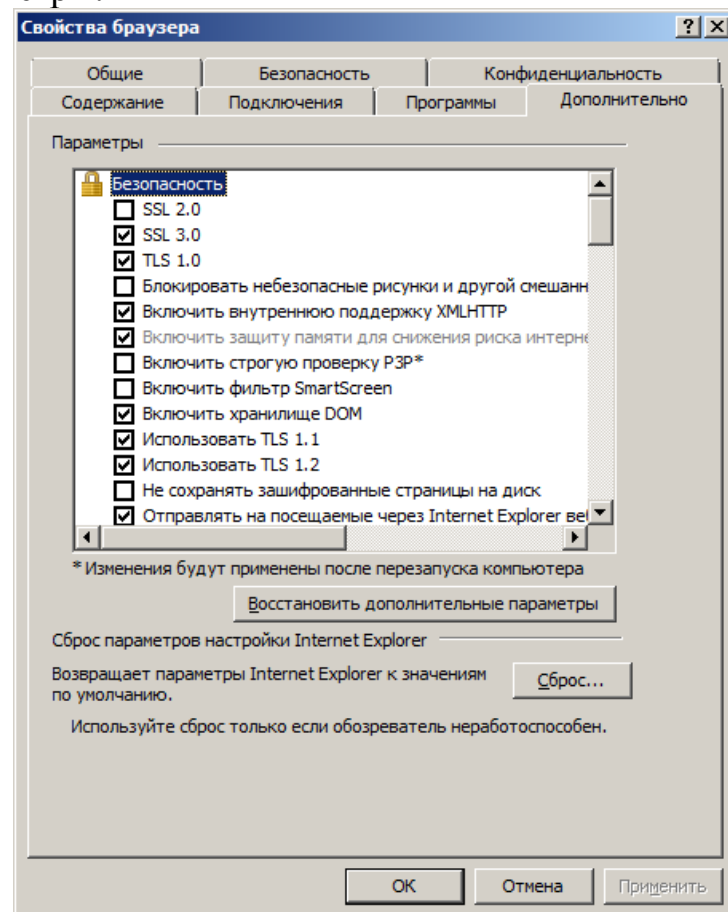 Свойства браузера
Общие Безопасность Конфиденциальность
Содержание Подключения Программы Дополнительно
Параметры
Безопасность
SSL 2.0
SSL 3.0
TLS 1.0
Блокировать небезопасные рисунки и другой смешанн
Включить внутреннюю поддержку XMLHTTP
Включить защиту памяти для снижения риска интерне
Включить строгую проверку P3P*
Включить фильтр SmartScreen
Включить хранилище DOM
Использовать TLS 1.1
Использовать TLS 1.2
Не сохранять зашифрованные страницы на диск
Отправлять на посещаемые через Internet Explorer ве
* Изменения будут применены после перезапуска компьютера
Восстановить дополнительные параметры
Сброс параметров настройки Internet Explorer
Возвращает параметры Internet Explorer к значениям
по умолчанию.
Сброс...
Используйте сброс только если обозреватель неработоспособен.
ОК Отмена Применить